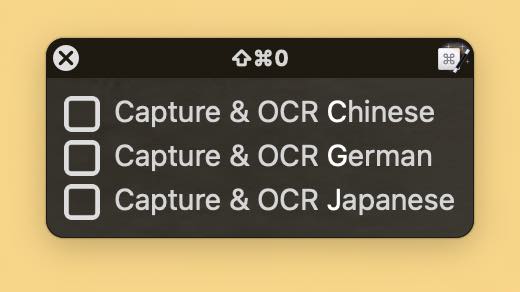 ⇧⌘0
Capture & OCR Chinese
Capture & OCR German
Capture & OCR Japanese